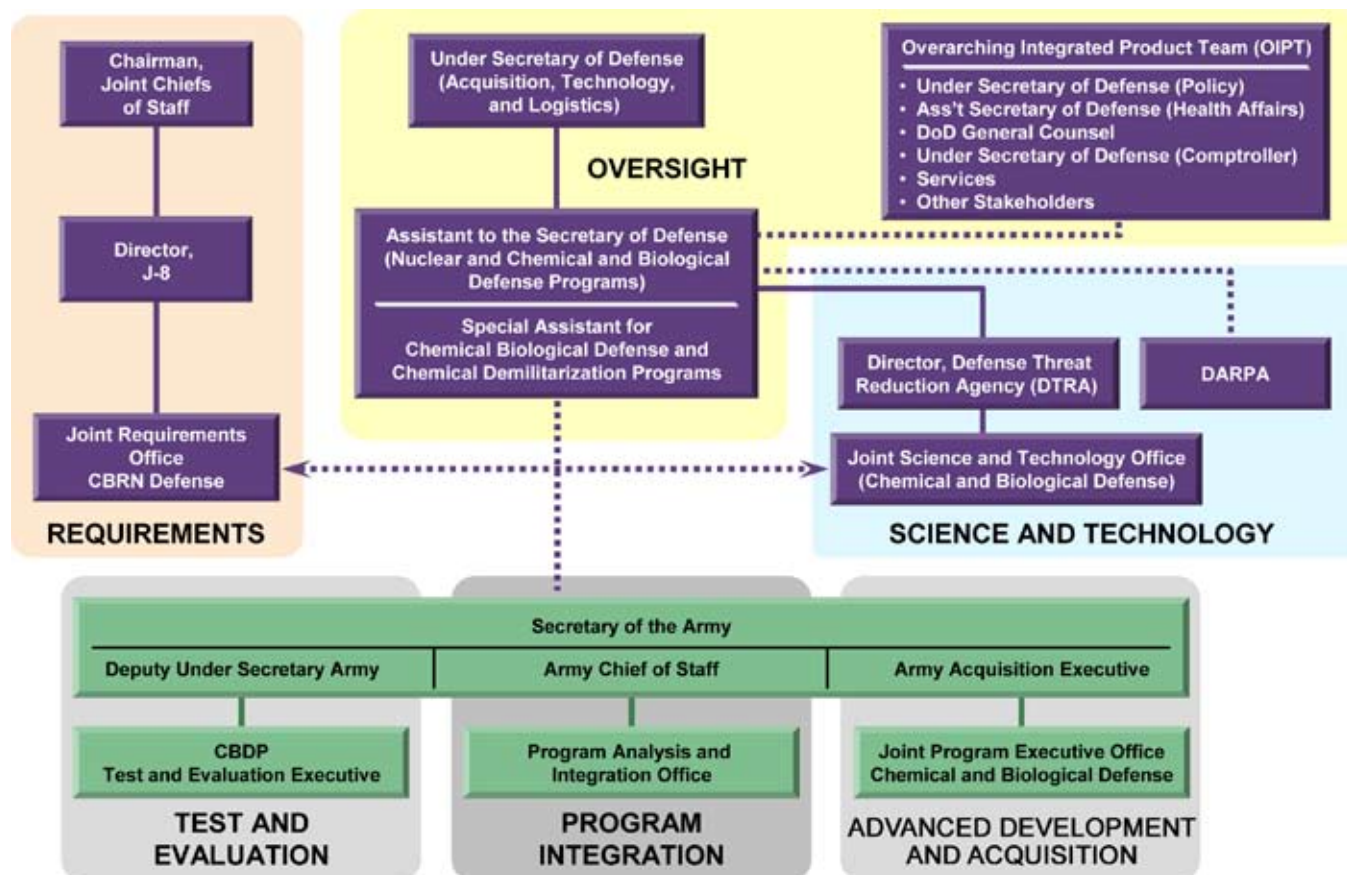 Chairman,
Joint Chiefs
of Staff
Director,
J-8
Joint Requirements
Office
CBRN Defense
REQUIREMENTS
Under Secretary of Defense
(Acquisition, Technology,
and Logistics)
OVERSIGHT
Assistant to the Secretary of Defense
(Nuclear and Chemical and Biological
Defense Programs)
Special Assistant for
Chemical Biological Defense and
Chemical Demilitarization Programs
Overarching Integrated Product Team (OIPT)
• Under Secretary of Defense (Policy)
• Ass't Secretary of Defense (Health Affairs)
• DoD General Counsel
• Under Secretary of Defense (Comptroller)
• Services
• Other Stakeholders
Director, Defense Threat
Reduction Agency (DTRA)
DARPA
Joint Science and Technology Office
(Chemical and Biological Defense)
SCIENCE AND TECHNOLOGY
Secretary of the Army
Deputy Under Secretary Army
Army Chief of Staff
Army Acquisition Executive
CBDP
Test and Evaluation Executive
TEST AND
EVALUATION
Program Analysis and
Integration Office
PROGRAM
INTEGRATION
Joint Program Executive Office
Chemical and Biological Defense
ADVANCED DEVELOPMENT
AND ACQUISITION